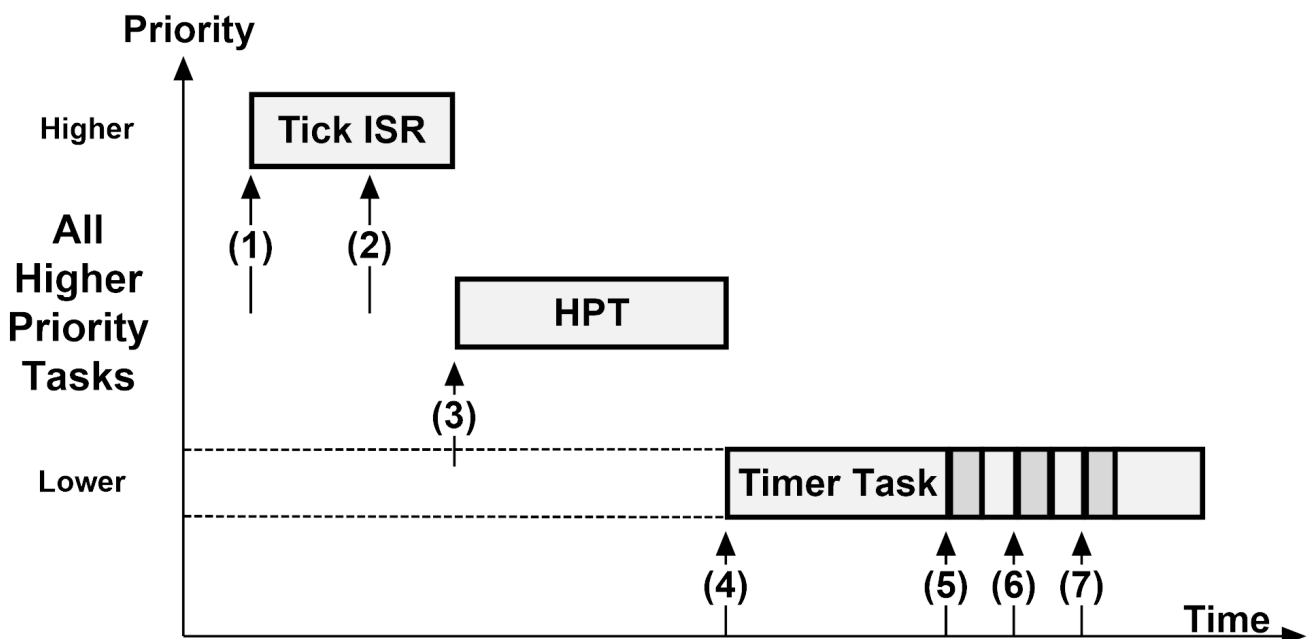 Priority
Higher
Tick ISR
(1)
(2)
All
Higher
Priority
Tasks
HPT
(3)
Lower
Timer Task
(4)
(5)
(6)
(7)
Time